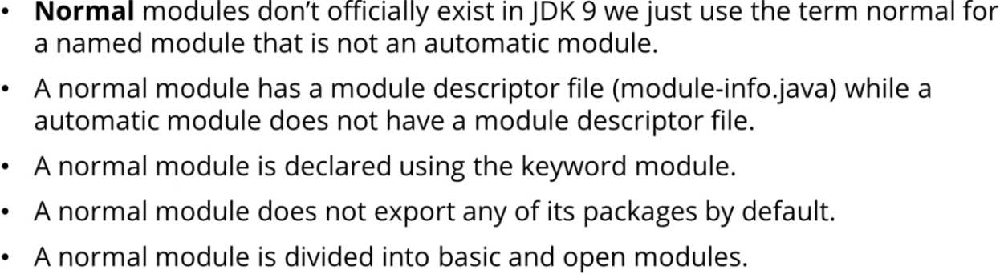 • Normal modules don't officially exist in JDK 9 we just use the term normal for
a named module that is not an automatic module.
• A normal module has a module descriptor file (module-info.java) while a
automatic module does not have a module descriptor file.
• A normal module is declared using the keyword module.
• A normal module does not export any of its packages by default.
• A normal module is divided into basic and open modules.